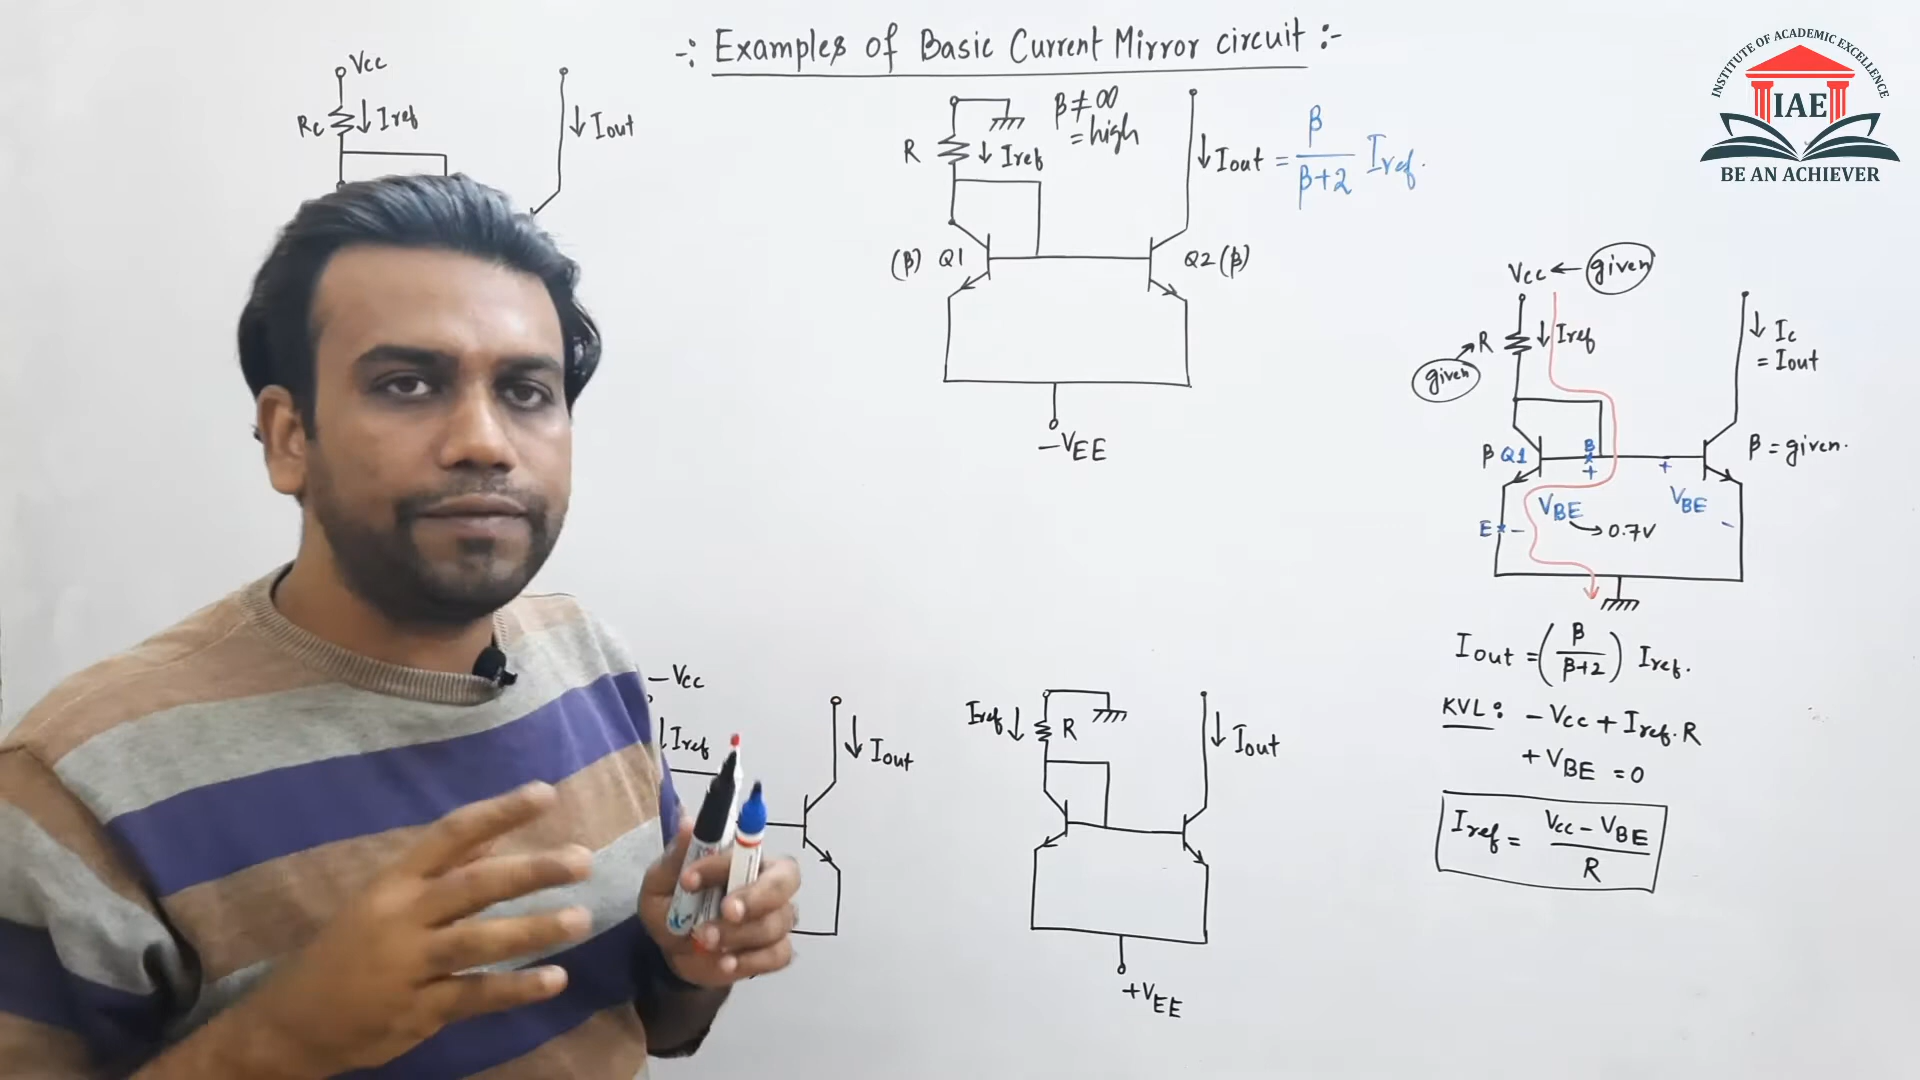 -: Examples of Basic Current Mirror circuit :-
INSTITUTE OF ACADEMIC EXCELLENCE
IAE
BE AN ACHIEVER
Vcc
Rc ↓ Iref
↓ Iout
β ≠ ∞
= high
R ↓ Iref
↓ Iout = β/(β+2) Iref.
(β) Q1
Q2 (β)
-VEE
Vcc ← given
given → R ↓ Iref
↓ Ic
= Iout
β Q1
B
+
+
β = given.
VBE → 0.7V
VBE
E -
-
Iout = (β/(β+2)) Iref.
KVL: -Vcc + Iref.R
+ VBE = 0
Iref = (Vcc - VBE)/R
-Vcc
↓ Iref
↓ Iout
Iref ↓ R
↓ Iout
+VEE